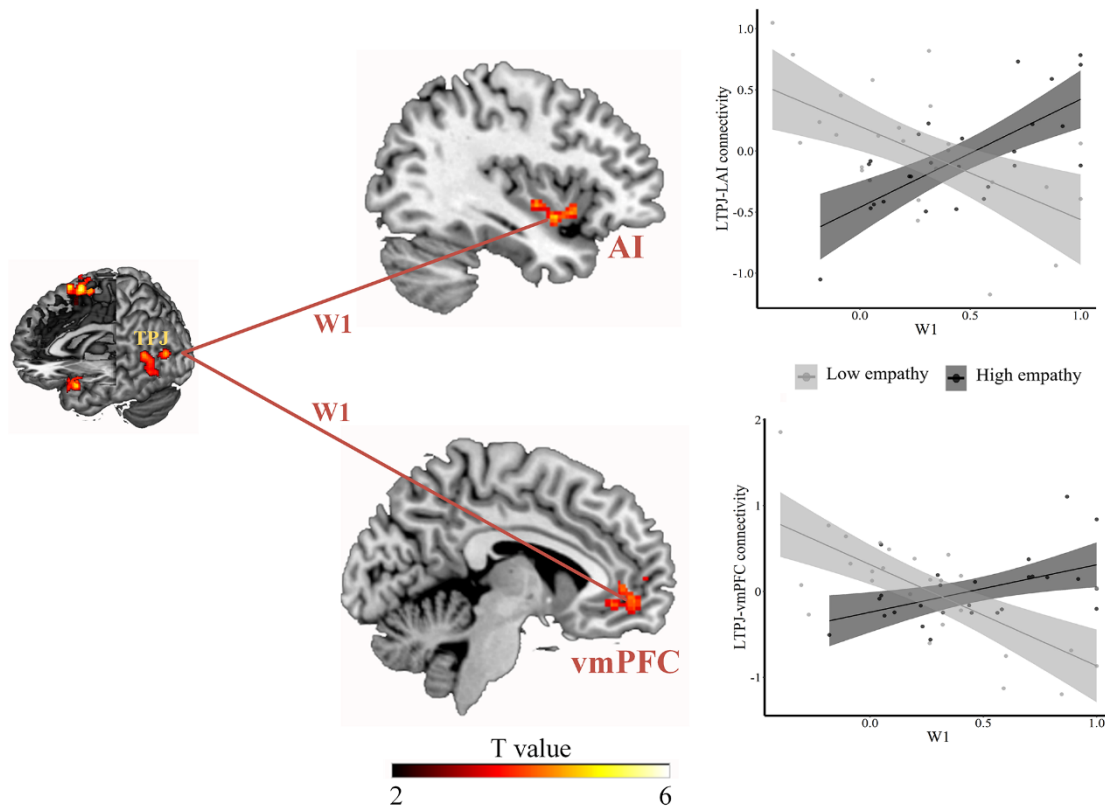 TPJ
W1
W1
AI
vmPFC
T value
2
6
LTPJ-LAI connectivity
1.0
0.5
0.0
-0.5
-1.0
0.0
0.5
1.0
W1
Low empathy
High empathy
LTPJ-vmPFC connectivity
2
1
0
-1
0.0
0.5
1.0
W1